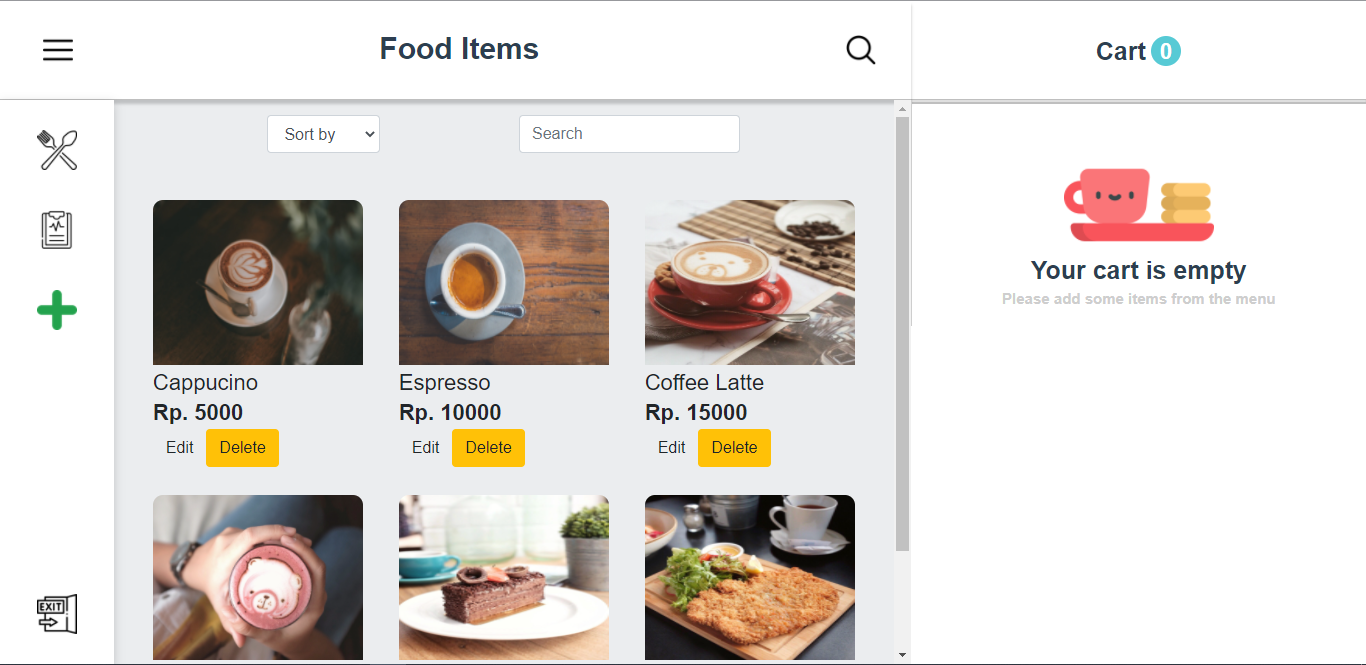 Food Items
Cart 0
Sort by
Search
Cappucino
Rp. 5000
Edit Delete
Espresso
Rp. 10000
Edit Delete
Coffee Latte
Rp. 15000
Edit Delete
Your cart is empty
Please add some items from the menu
EXIT